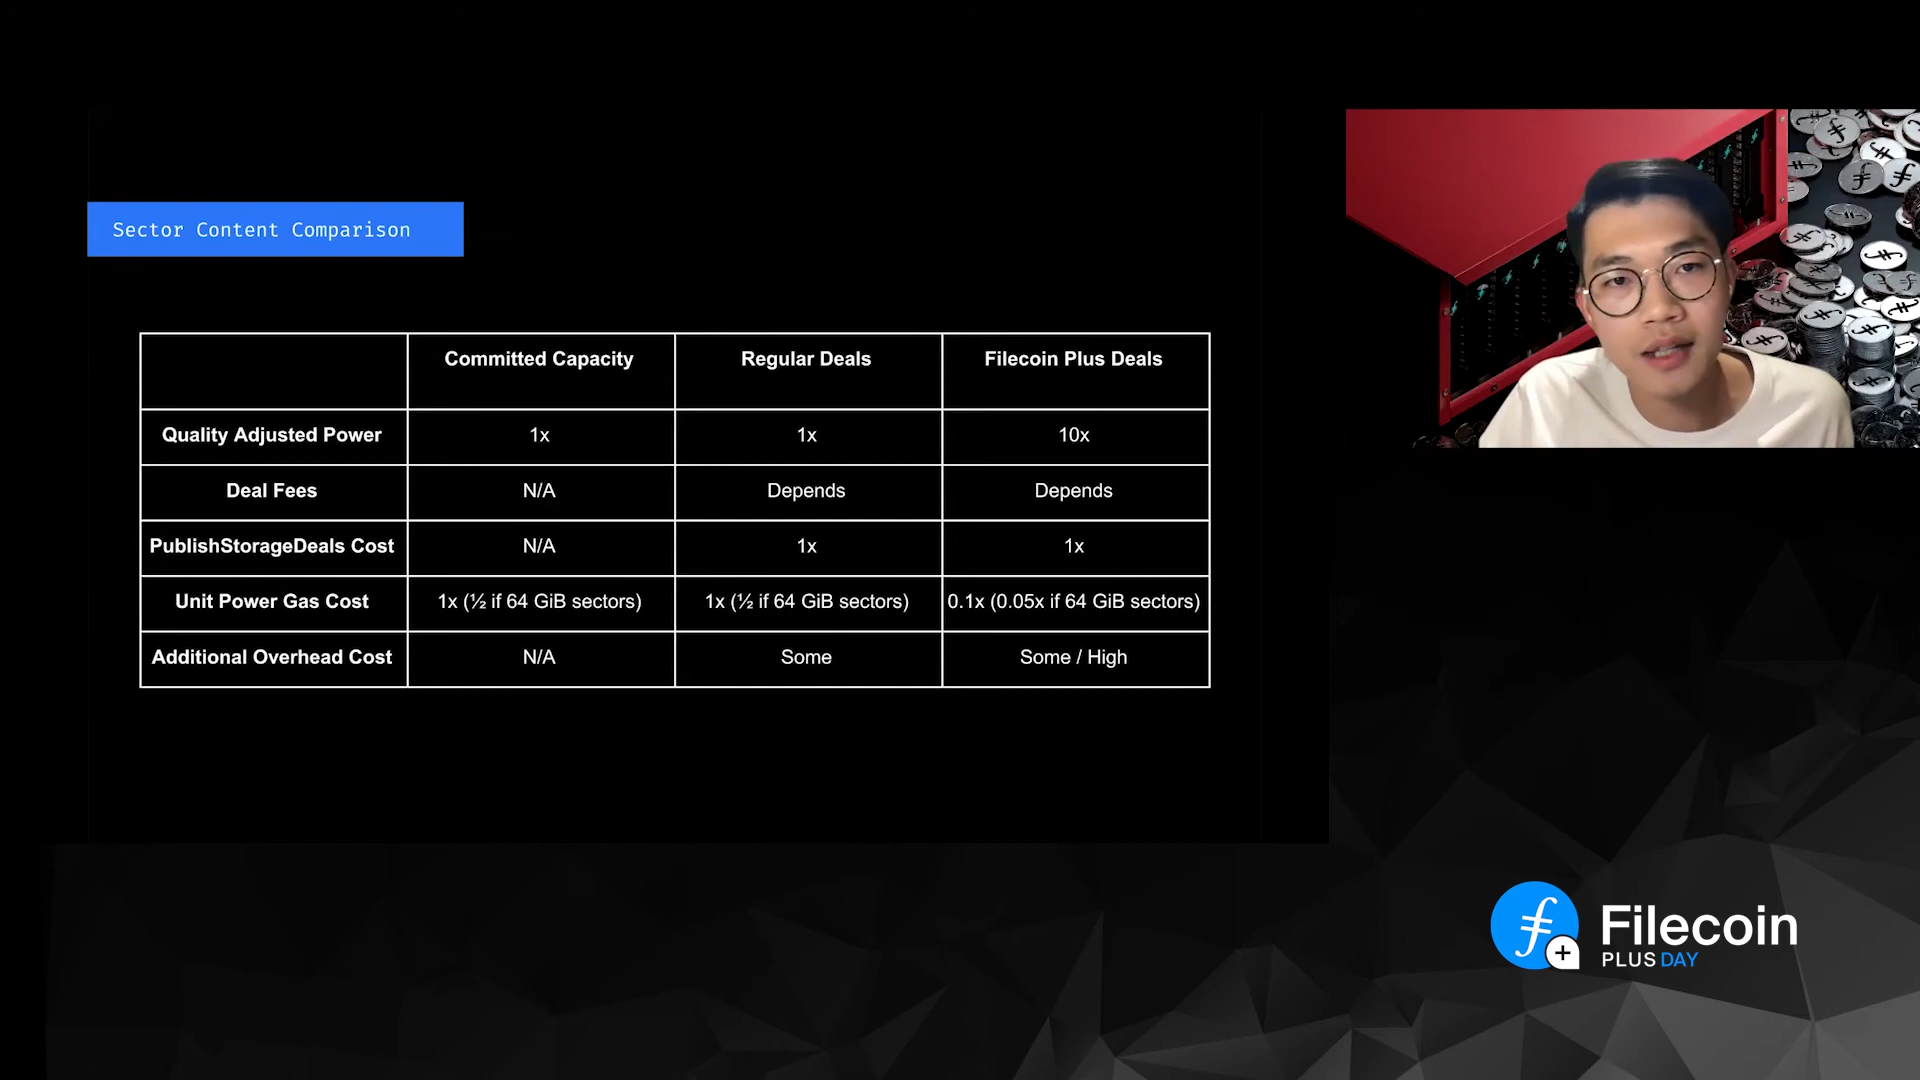 Sector Content Comparison
Committed Capacity Regular Deals Filecoin Plus Deals
Quality Adjusted Power 1x 1x 10x
Deal Fees N/A Depends Depends
PublishStorageDeals Cost N/A 1x 1x
Unit Power Gas Cost 1x (½ if 64 GiB sectors) 1x (½ if 64 GiB sectors) 0.1x (0.05x if 64 GiB sectors)
Additional Overhead Cost N/A Some Some / High
Filecoin
PLUS DAY